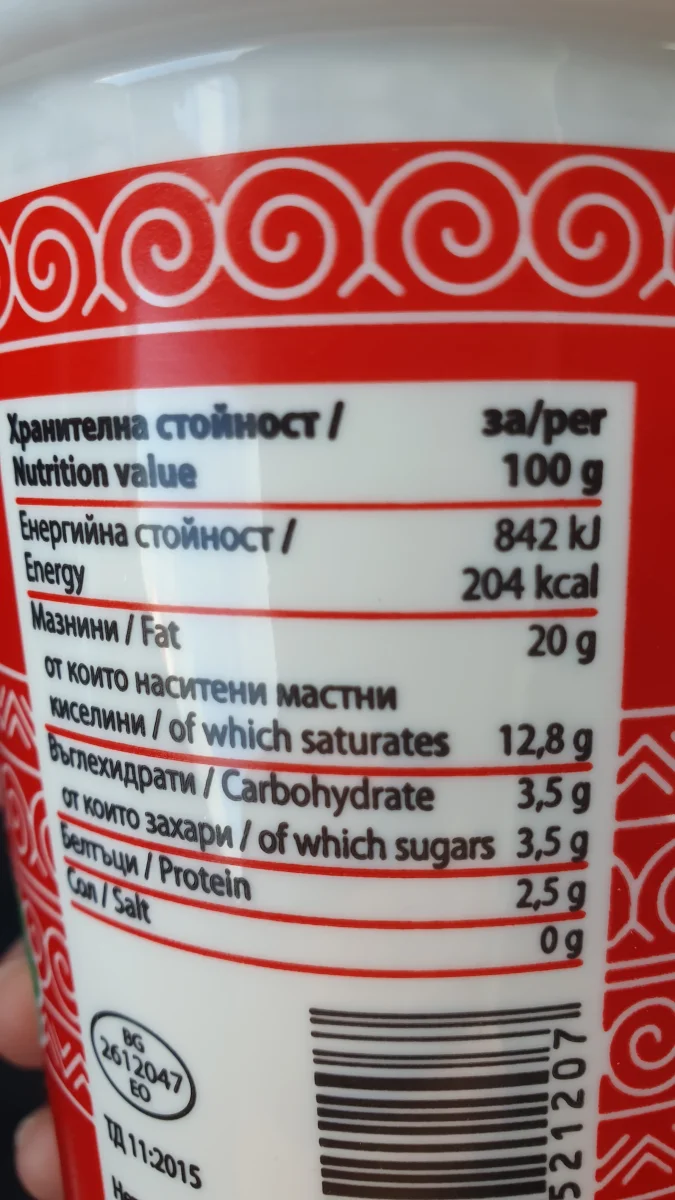 Хранителна стойност / за/per
Nutrition value 100 g
Енергийна стойност / 842 kJ
Energy 204 kcal
Мазнини / Fat 20 g
от които наситени мастни
киселини / of which saturates 12,8 g
Въглехидрати / Carbohydrate 3,5 g
от които захари / of which sugars 3,5 g
Белтъци / Protein 2,5 g
Сол / Salt 0 g
BG
2612047
EO
ТД 11:2015
521207